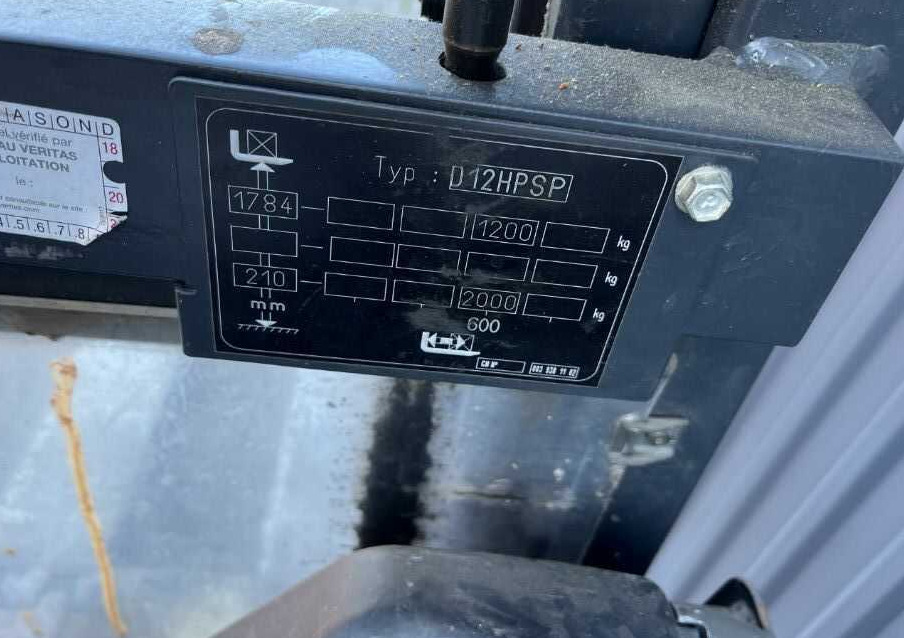 A S O N D
18
vérifié par
AU VERITAS
PLOITATION
le :
20
.5 .6 .7 .8
Typ : D12HPSP
1784 1200 kg
kg
210 2000 kg
mm
600